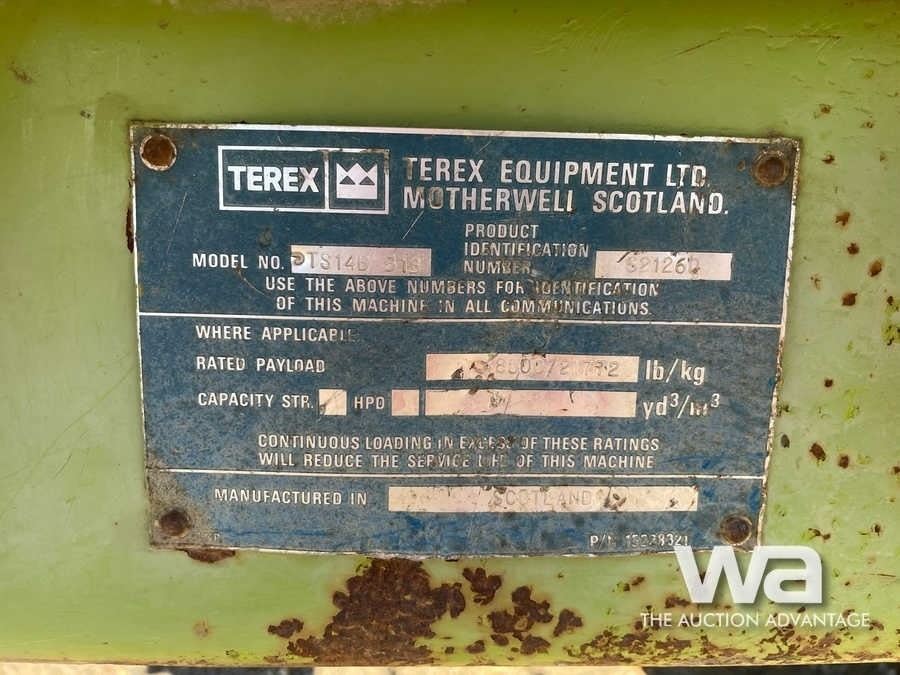 TEREX
TEREX EQUIPMENT LTD.
MOTHERWELL SCOTLAND.
MODEL NO.
PRODUCT
IDENTIFICATION
NUMBER
USE THE ABOVE NUMBERS FOR IDENTIFICATION
OF THIS MACHINE IN ALL COMMUNICATIONS
WHERE APPLICABLE
RATED PAYLOAD lb/kg
CAPACITY STR. HPD yd³/m³
CONTINUOUS LOADING IN EXCESS OF THESE RATINGS
WILL REDUCE THE SERVICE LIFE OF THIS MACHINE
MANUFACTURED IN SCOTLAND
P/N
wa
THE AUCTION ADVANTAGE